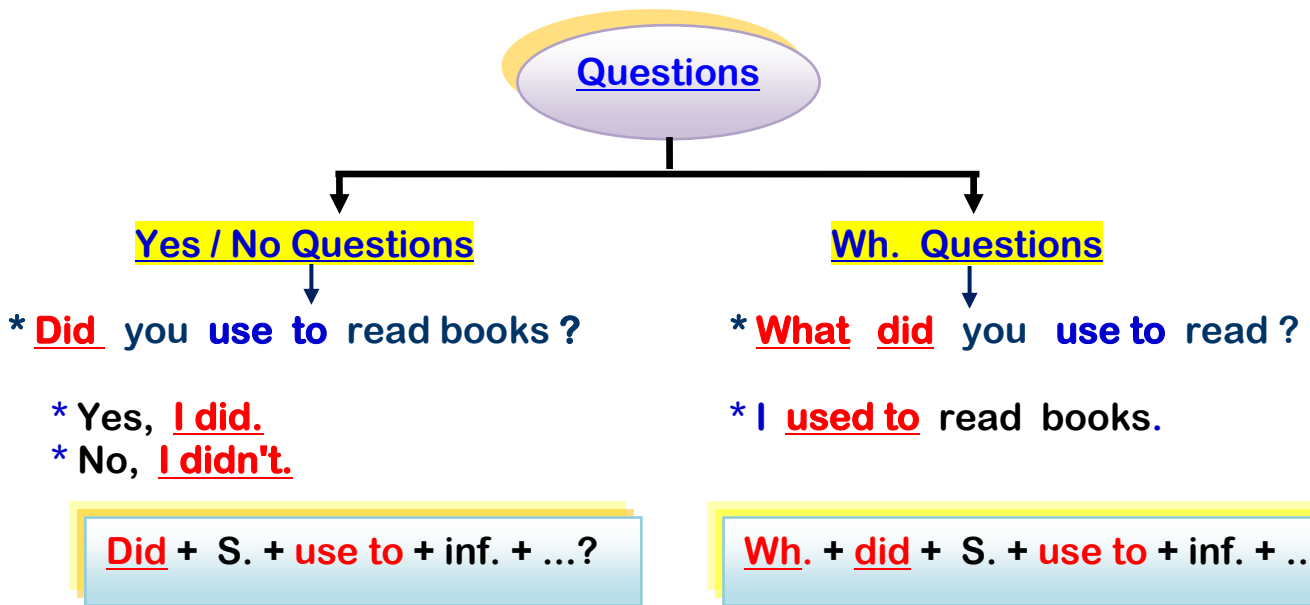 Questions
Yes / No Questions
* Did you use to read books ?
* Yes, I did.
* No, I didn't.
Did + S. + use to + inf. + ...?
Wh. Questions
* What did you use to read ?
* I used to read books.
Wh. + did + S. + use to + inf. + ..